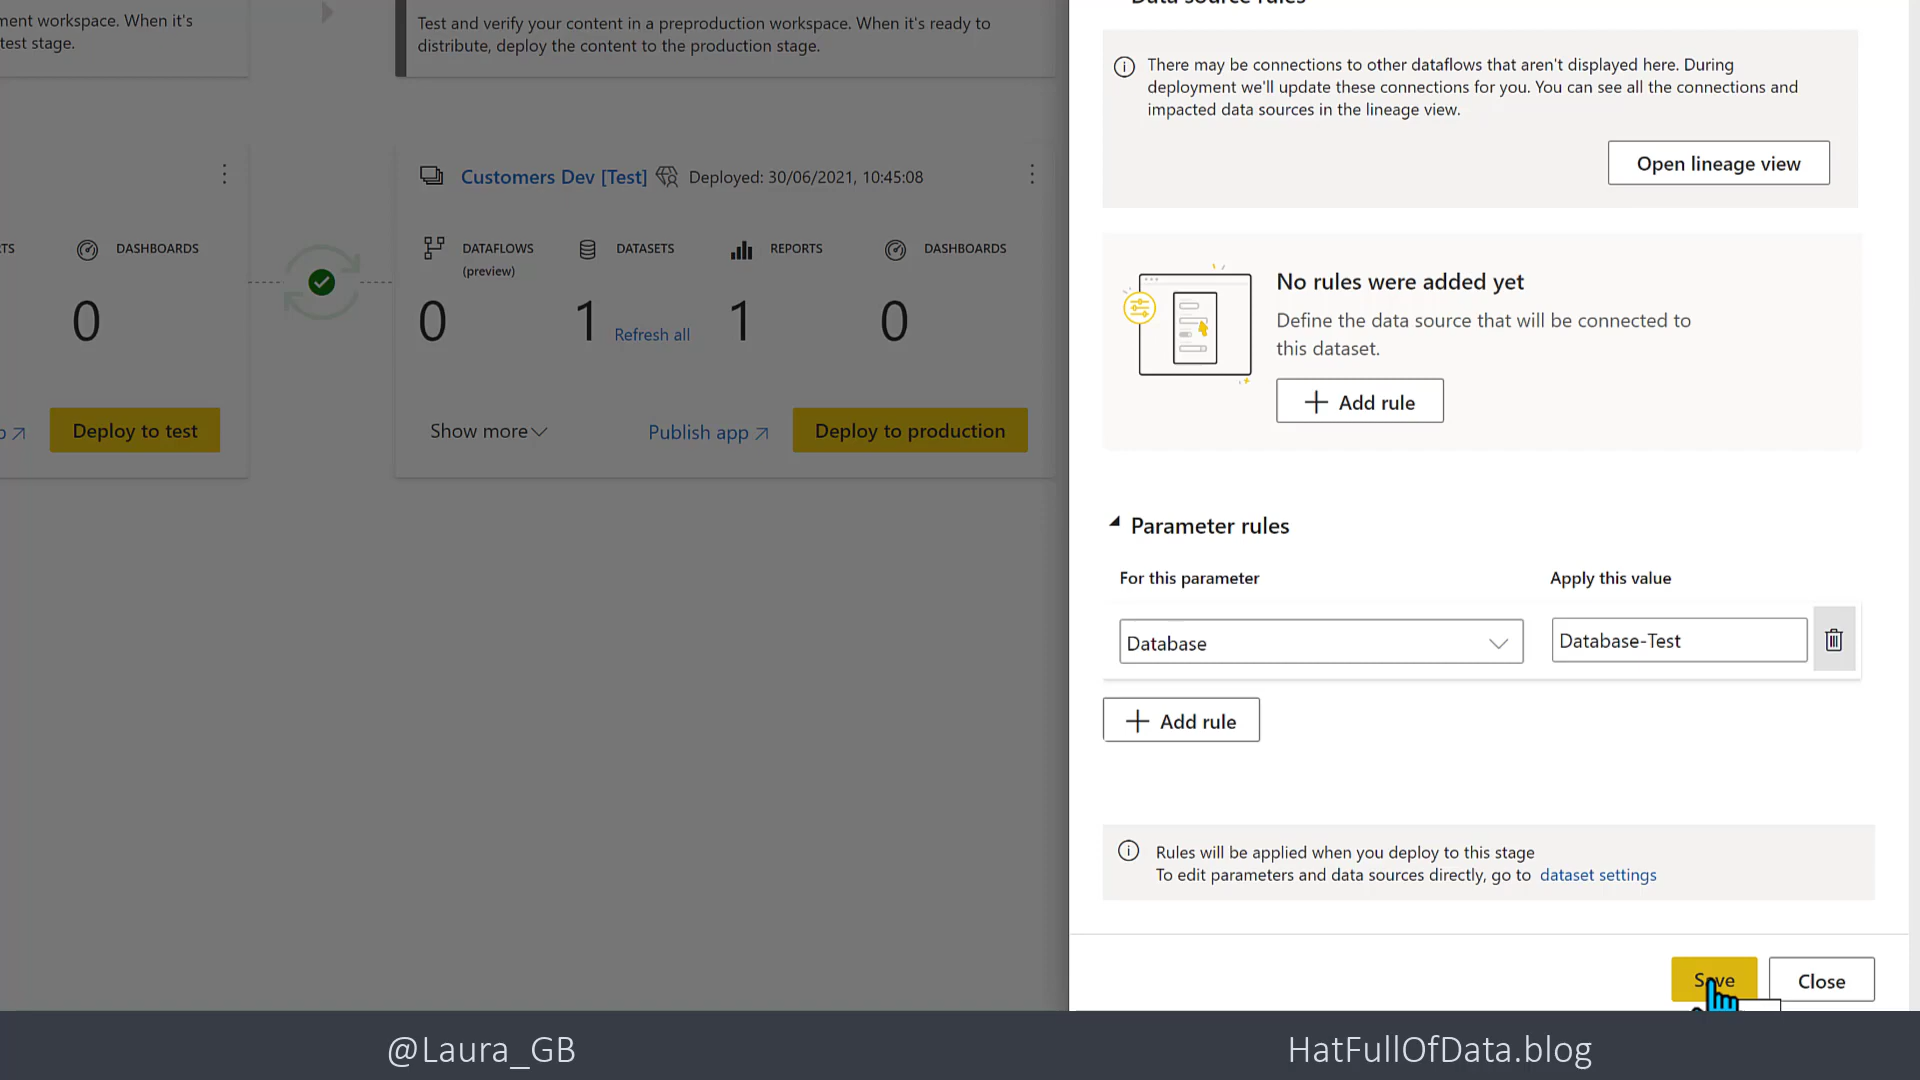 ment workspace. When it's
test stage.
Test and verify your content in a preproduction workspace. When it's ready to
distribute, deploy the content to the production stage.
Customers Dev [Test] Deployed: 30/06/2021, 10:45:08
TS DASHBOARDS
0
Deploy to test
DATAFLOWS
(preview)
0
DATASETS
1 Refresh all
REPORTS
1
DASHBOARDS
0
Show more
Publish app
Deploy to production
Data source rules
There may be connections to other dataflows that aren't displayed here. During
deployment we'll update these connections for you. You can see all the connections and
impacted data sources in the lineage view.
Open lineage view
No rules were added yet
Define the data source that will be connected to
this dataset.
Add rule
Parameter rules
For this parameter Apply this value
Database Database-Test
Add rule
Rules will be applied when you deploy to this stage
To edit parameters and data sources directly, go to dataset settings
Save Close
@Laura_GB HatFullOfData.blog